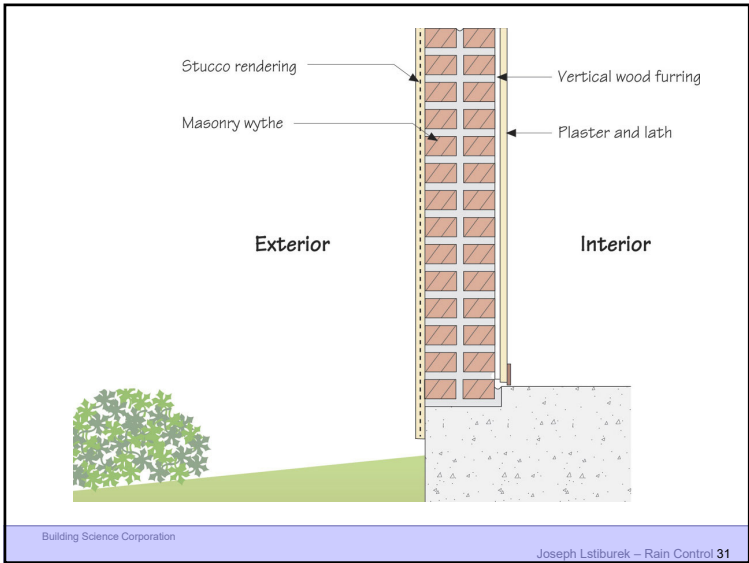 Stucco rendering
Vertical wood furring
Masonry wythe
Plaster and lath
Exterior
Interior
Building Science Corporation
Joseph Lstiburek – Rain Control 31